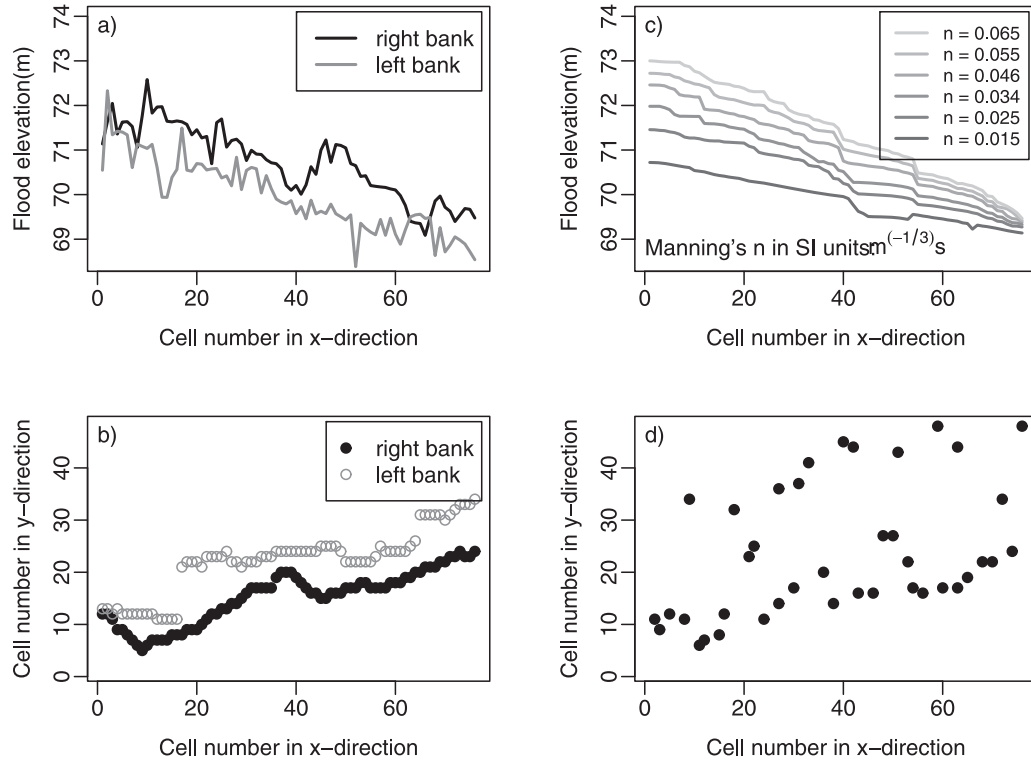 a)
right bank
left bank
Flood elevation(m)
74
73
72
71
70
69
0 20 40 60
Cell number in x−direction
c)
n = 0.065
n = 0.055
n = 0.046
n = 0.034
n = 0.025
n = 0.015
Flood elevation(m)
74
73
72
71
70
69
Manning's n in SI units:m(−1/3)s
0 20 40 60
Cell number in x−direction
b)
right bank
left bank
Cell number in y−direction
40
30
20
10
0
0 20 40 60
Cell number in x−direction
d)
Cell number in y−direction
40
30
20
10
0
0 20 40 60
Cell number in x−direction